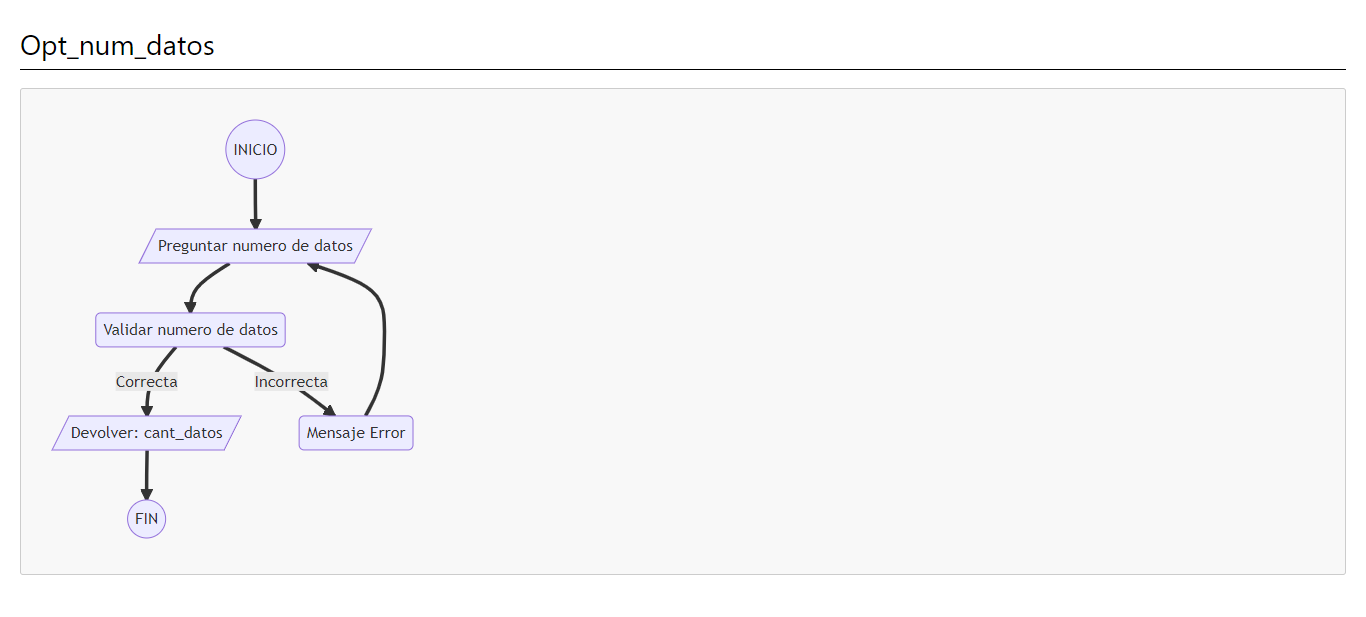 Opt_num_datos
INICIO
Preguntar numero de datos
Validar numero de datos
Correcta
Incorrecta
Devolver: cant_datos
Mensaje Error
FIN